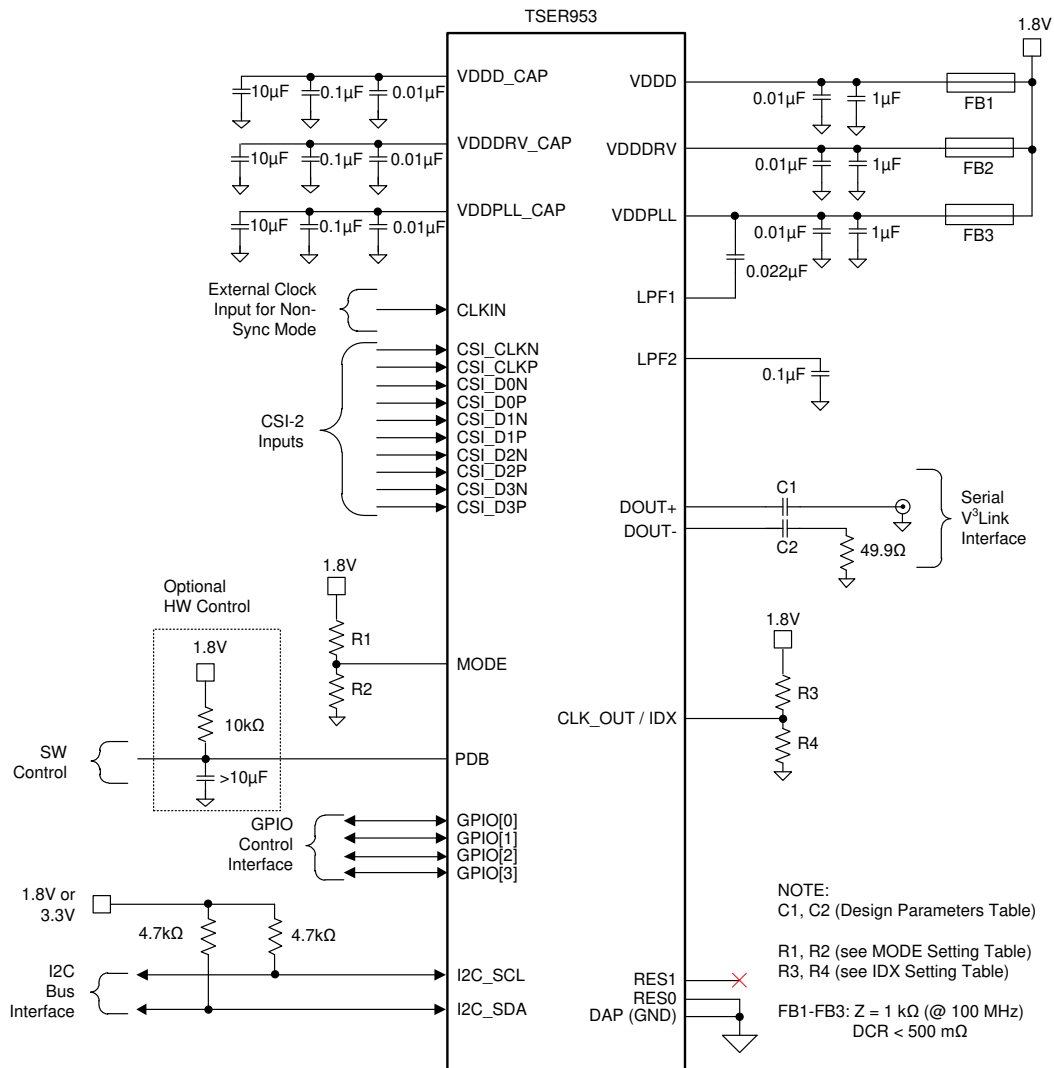 TSER953
1.8V
VDDD_CAP
10µF
0.1µF
0.01µF
VDDD
0.01µF
1µF
FB1
VDDDRV_CAP
10µF
0.1µF
0.01µF
VDDDRV
0.01µF
1µF
FB2
VDDPLL_CAP
10µF
0.1µF
0.01µF
VDDPLL
0.01µF
1µF
FB3
0.022µF
LPF1
External Clock
Input for Non-
Sync Mode
CLKIN
LPF2
0.1µF
CSI-2
Inputs
CSI_CLKN
CSI_CLKP
CSI_D0N
CSI_D0P
CSI_D1N
CSI_D1P
CSI_D2N
CSI_D2P
CSI_D3N
CSI_D3P
DOUT+
DOUT-
C1
C2
49.9Ω
Serial
V³Link
Interface
1.8V
R1
R2
MODE
Optional
HW Control
1.8V
10kΩ
>10µF
SW
Control
PDB
1.8V
R3
R4
CLK_OUT / IDX
GPIO
Control
Interface
GPIO[0]
GPIO[1]
GPIO[2]
GPIO[3]
1.8V or
3.3V
4.7kΩ
4.7kΩ
I2C
Bus
Interface
I2C_SCL
I2C_SDA
RES1
RES0
DAP (GND)
NOTE:
C1, C2 (Design Parameters Table)
R1, R2 (see MODE Setting Table)
R3, R4 (see IDX Setting Table)
FB1-FB3: Z = 1 kΩ (@ 100 MHz)
DCR < 500 mΩ